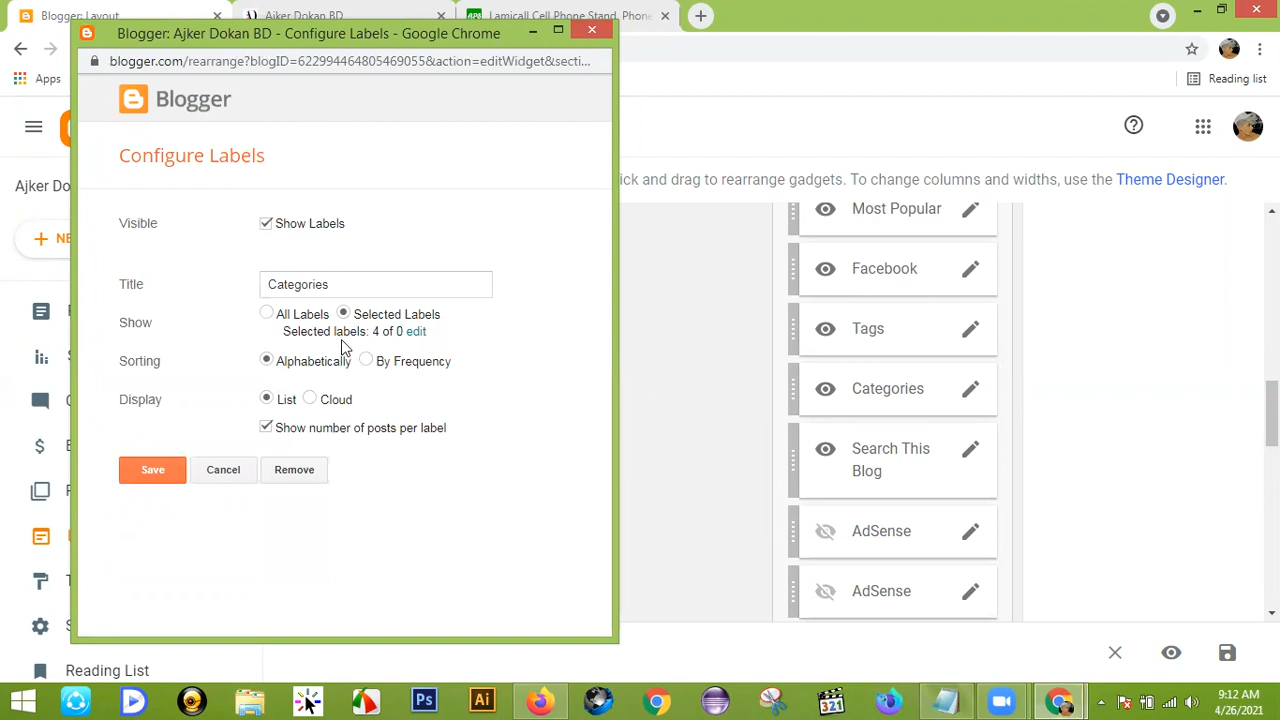 Blogger: Layout
Ajker Dokan BD
Lamicall Cell Phone Stand, Phone
Blogger: Ajker Dokan BD - Configure Labels - Google Chrome
blogger.com/rearrange?blogID=622994464805469055&action=editWidget&secti...
Apps
Reading list
Blogger
Configure Labels
Ajker Do
ick and drag to rearrange gadgets. To change columns and widths, use the Theme Designer.
NE
Visible
Show Labels
Title
Categories
Show
All Labels
Selected Labels
Selected labels: 4 of 0 edit
Sorting
Alphabetically
By Frequency
Display
List
Cloud
Show number of posts per label
Save
Cancel
Remove
Most Popular
Facebook
Tags
Categories
Search This
Blog
AdSense
AdSense
Reading List
Ps
Ai
321
9:12 AM
4/26/2021